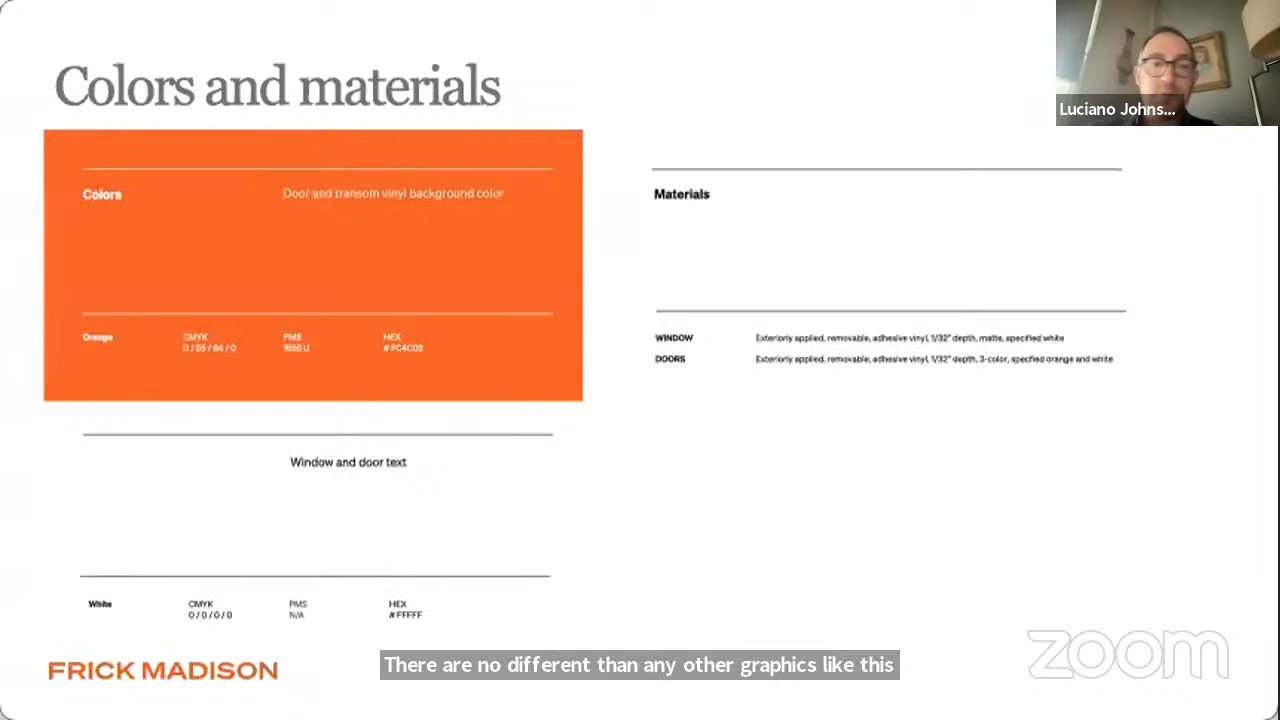 Colors and materials
Luciano Johns...
Colors
Door and transom vinyl background color
Orange
CMYK
0 / 55 / 84 / 0
PMS
1655 U
HEX
# FC4C02
Window and door text
White
CMYK
0 / 0 / 0 / 0
PMS
N/A
HEX
# FFFFF
Materials
WINDOW
Exteriorly applied, removable, adhesive vinyl, 1/32" depth, matte, specified white
DOORS
Exteriorly applied, removable, adhesive vinyl, 1/32" depth, 3-color, specified orange and white
FRICK MADISON
There are no different than any other graphics like this
zoom